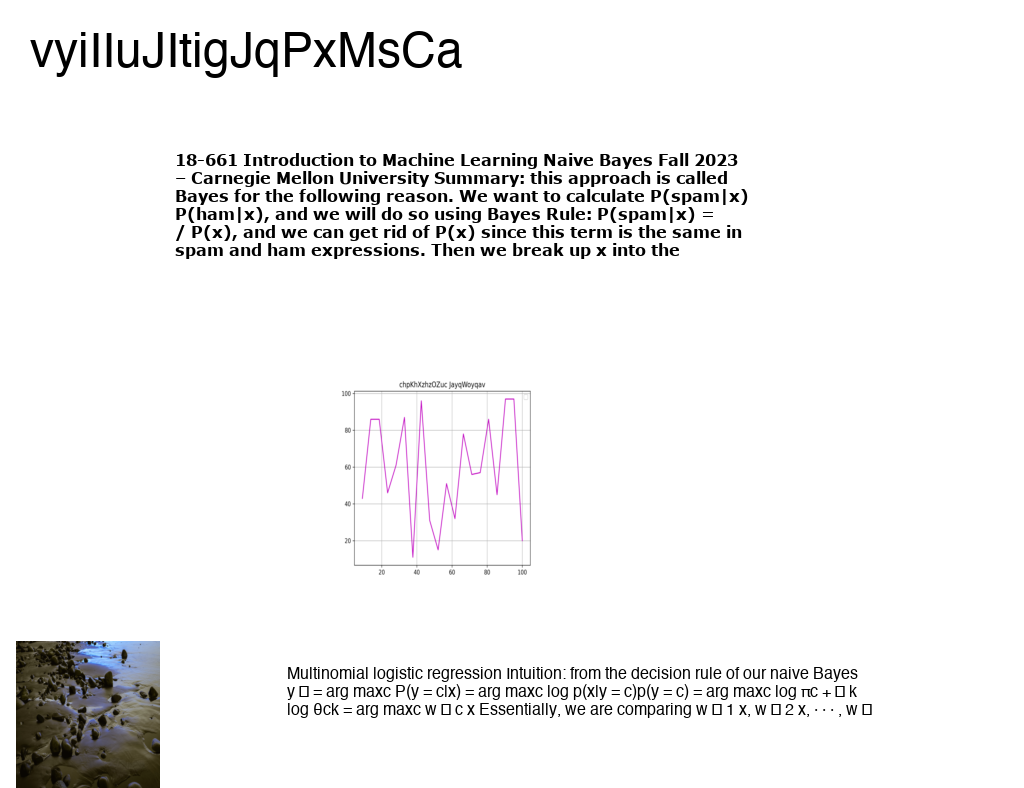 vyiIIuJItigJqPxMsCa
18-661 Introduction to Machine Learning Naive Bayes Fall 2023
– Carnegie Mellon University Summary: this approach is called
Bayes for the following reason. We want to calculate P(spam|x)
P(ham|x), and we will do so using Bayes Rule: P(spam|x) =
/ P(x), and we can get rid of P(x) since this term is the same in
spam and ham expressions. Then we break up x into the
chpKhXzhzOZuc JayqWoyqav
100
80
60
40
20
20 40 60 80 100
Multinomial logistic regression Intuition: from the decision rule of our naive Bayes
y □ = arg maxc P(y = c|x) = arg maxc log p(x|y = c)p(y = c) = arg maxc log πc + □ k
log θck = arg maxc w □ c x Essentially, we are comparing w □ 1 x, w □ 2 x, · · · , w □